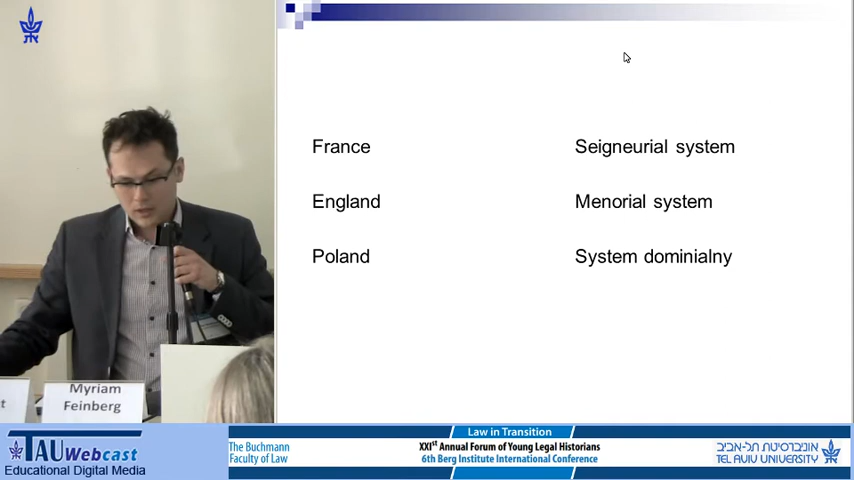 France
Seigneurial system
England
Menorial system
Poland
System dominialny
t
Myriam
Feinberg
TAU Webcast
Educational Digital Media
The Buchmann
Faculty of Law
Law in Transition
XXIst Annual Forum of Young Legal Historians
6th Berg Institute International Conference
אוניברסיטת תל-אביב
TEL AVIV UNIVERSITY